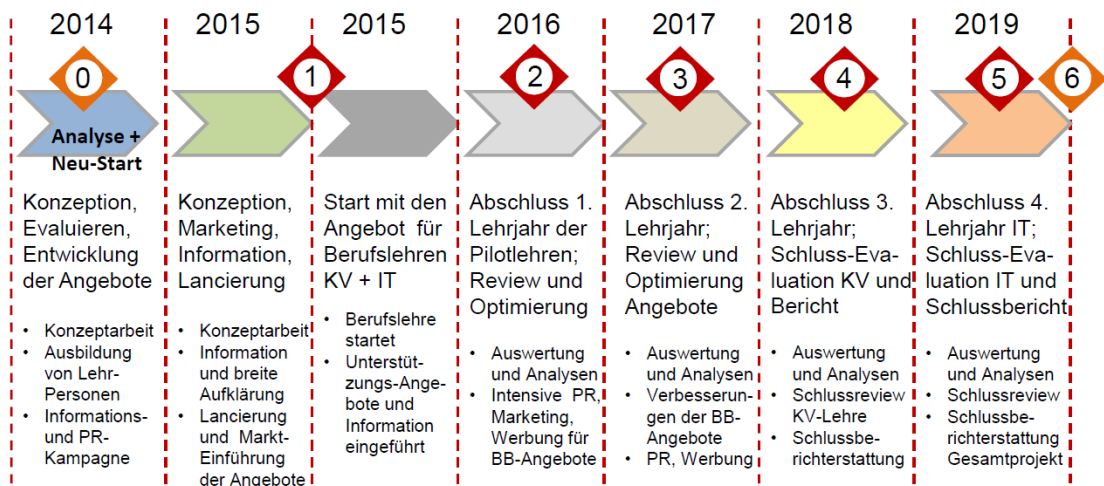 2014
2015
2015
2016
2017
2018
2019
0
1
2
3
4
5
6
Analyse +
Neu-Start
Konzeption,
Evaluieren,
Entwicklung
der Angebote
• Konzeptarbeit
• Ausbildung
von Lehr-
Personen
• Informations-
und PR-
Kampagne
Konzeption,
Marketing,
Information,
Lancierung
• Konzeptarbeit
• Information
und breite
Aufklärung
• Lancierung
und Markt-
Einführung
der Angebote
Start mit den
Angebot für
Berufslehren
KV + IT
• Berufslehre
startet
• Unterstüt-
zungs-Ange-
bote und
Information
eingeführt
Abschluss 1.
Lehrjahr der
Pilotlehren;
Review und
Optimierung
• Auswertung
und Analysen
• Intensive PR,
Marketing,
Werbung für
BB-Angebote
Abschluss 2.
Lehrjahr;
Review und
Optimierung
Angebote
• Auswertung
und Analysen
• Verbesserun-
gen der BB-
Angebote
• PR, Werbung
Abschluss 3.
Lehrjahr;
Schluss-Eva-
luation KV und
Bericht
• Auswertung
und Analysen
• Schlussreview
KV-Lehre
• Schlussbe-
richterstattung
Abschluss 4.
Lehrjahr IT;
Schluss-Eva-
luation IT und
Schlussbericht
• Auswertung
und Analysen
• Schlussreview
• Schlussbe-
richterstattung
Gesamtprojekt